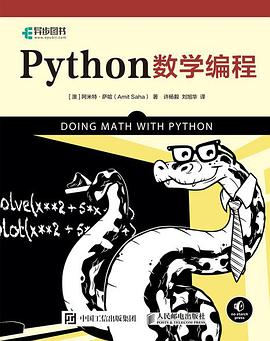 异步图书
www.epubit.com
Python数学编程
[澳] 阿米特·萨哈 (Amit Saha) 著 许杨毅 刘旭华 译
DOING MATH WITH PYTHON
solve(x**2 + 5*x
plot(x**2 + 5*x
中国工信出版集团
人民邮电出版社
POSTS & TELECOM PRESS
no starch
press